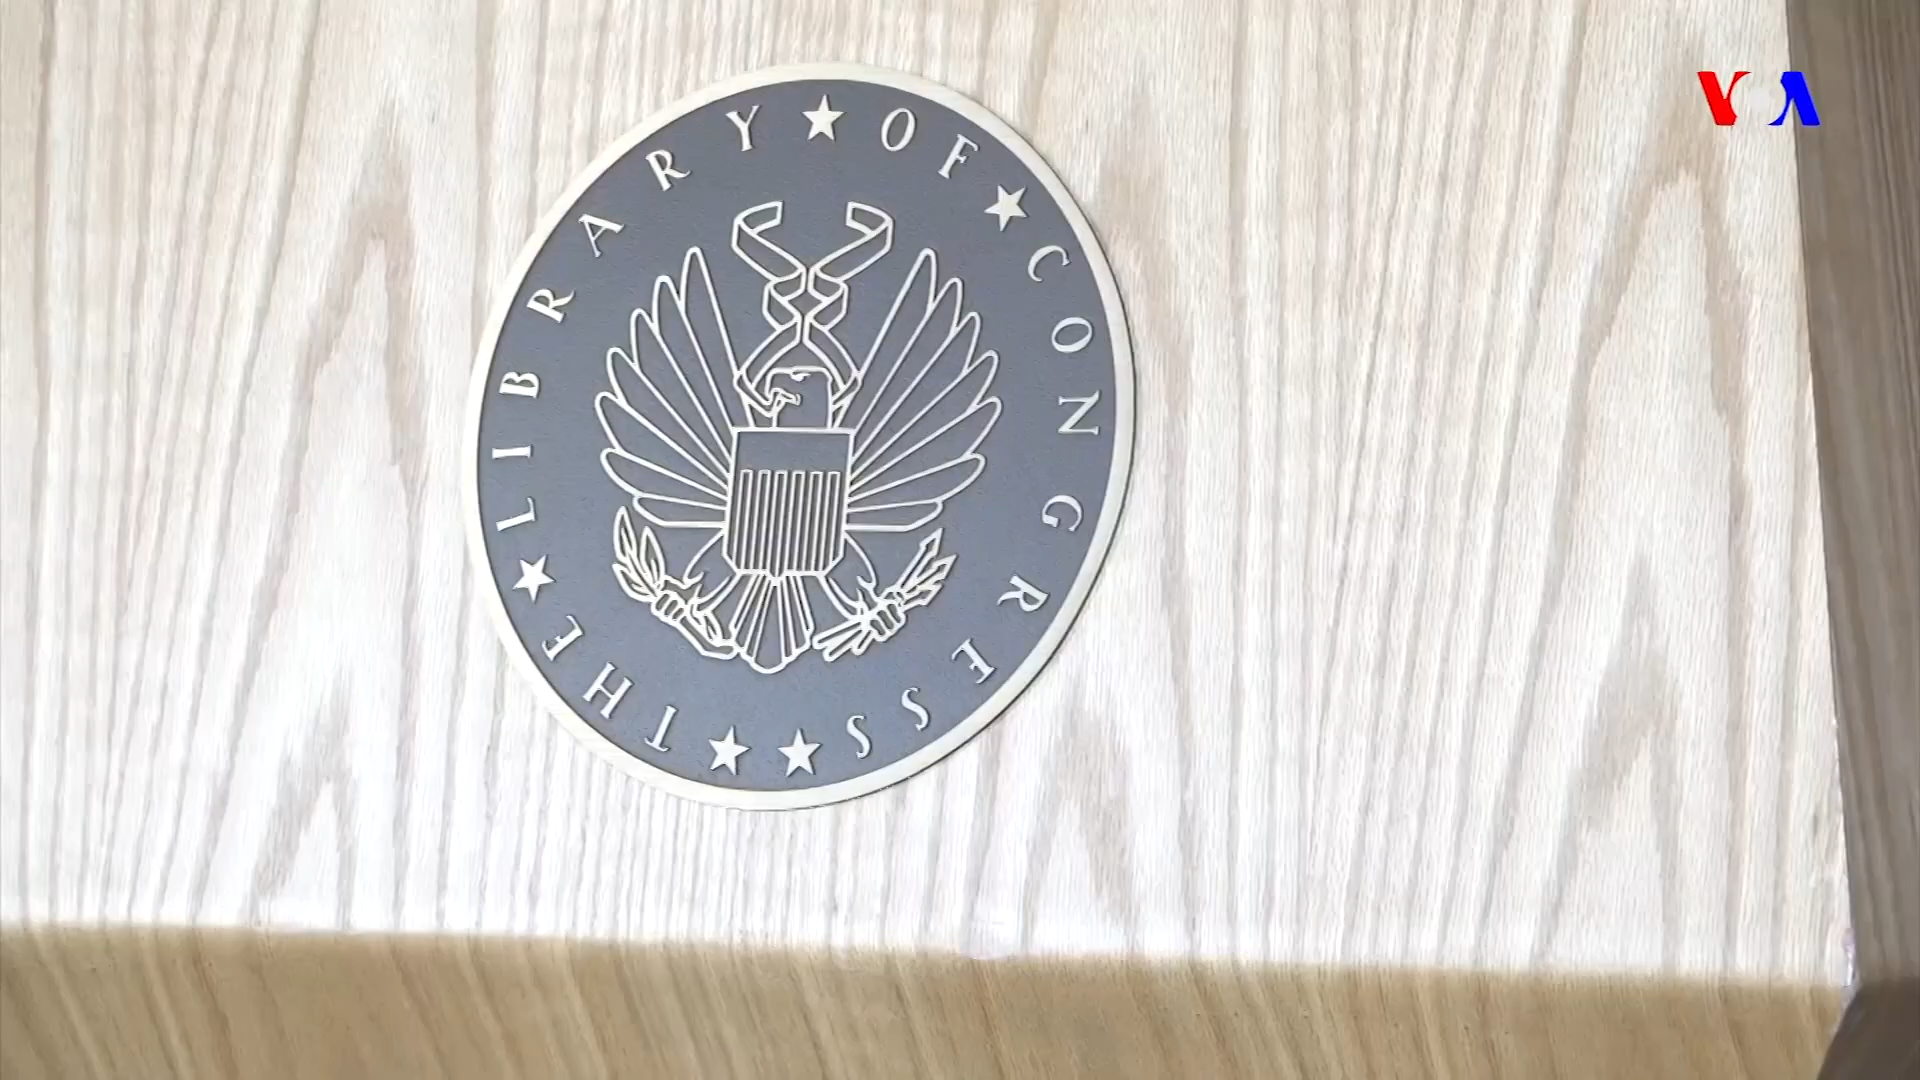 THE ★ LIBRARY ★ OF ★ CONGRESS ★
VOA